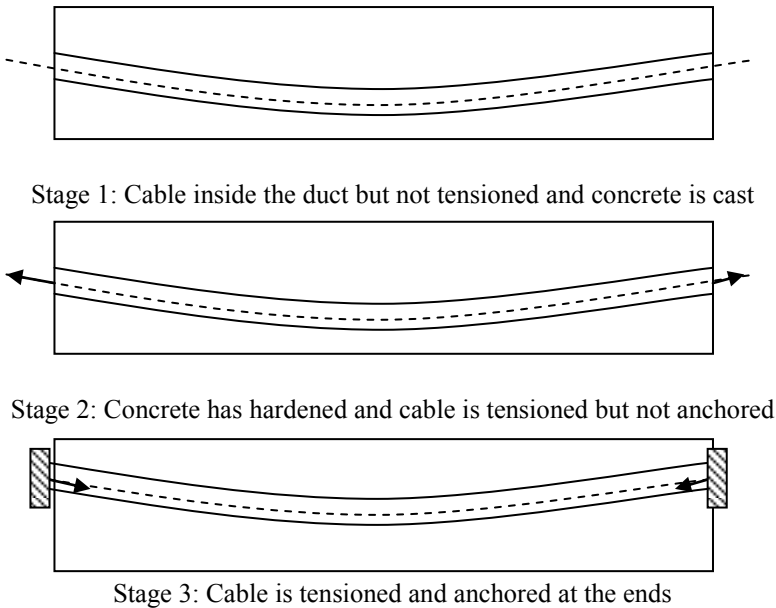 Stage 1: Cable inside the duct but not tensioned and concrete is cast
Stage 2: Concrete has hardened and cable is tensioned but not anchored
Stage 3: Cable is tensioned and anchored at the ends